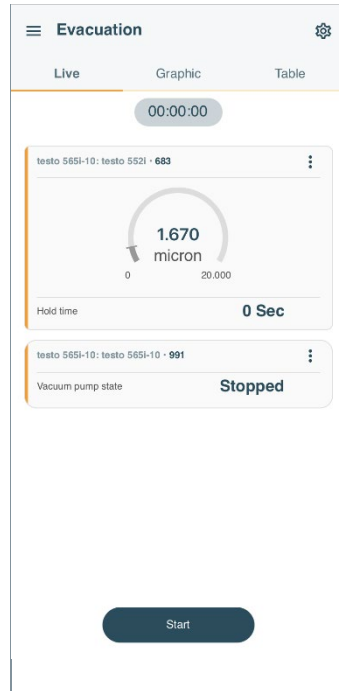 Evacuation
Live Graphic Table
00:00:00
testo 565i-10: testo 552i • 683
1.670
micron
0 20.000
Hold time 0 Sec
testo 565i-10: testo 565i-10 • 991
Vacuum pump state Stopped
Start